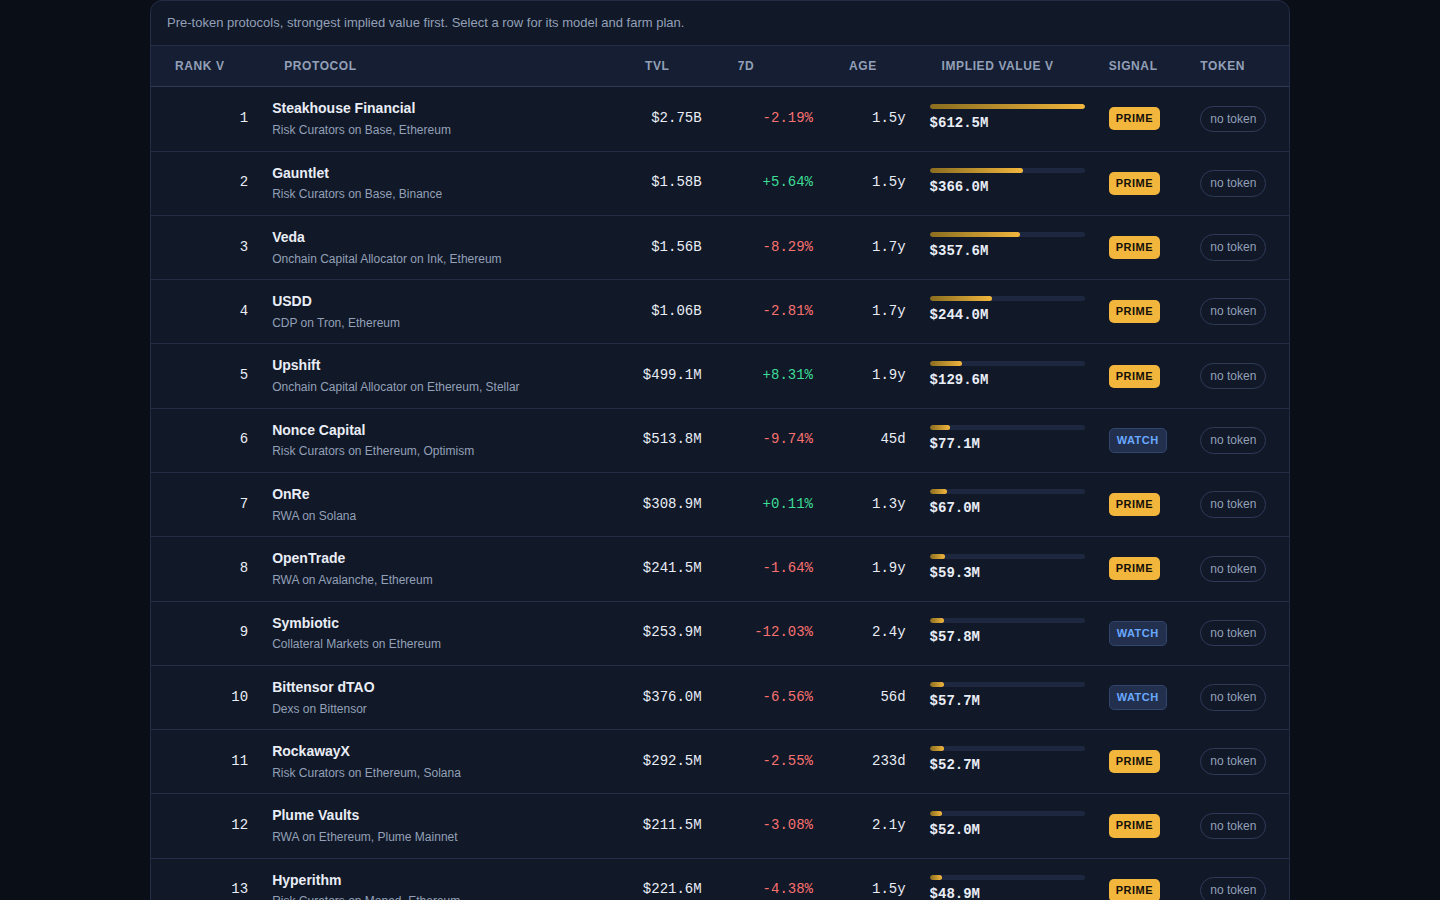 Pre-token protocols, strongest implied value first. Select a row for its model and farm plan.
RANK V PROTOCOL TVL 7D AGE IMPLIED VALUE V SIGNAL TOKEN
1 Steakhouse Financial $2.75B -2.19% 1.5y $612.5M PRIME no token
Risk Curators on Base, Ethereum
2 Gauntlet $1.58B +5.64% 1.5y $366.0M PRIME no token
Risk Curators on Base, Binance
3 Veda $1.56B -8.29% 1.7y $357.6M PRIME no token
Onchain Capital Allocator on Ink, Ethereum
4 USDD $1.06B -2.81% 1.7y $244.0M PRIME no token
CDP on Tron, Ethereum
5 Upshift $499.1M +8.31% 1.9y $129.6M PRIME no token
Onchain Capital Allocator on Ethereum, Stellar
6 Nonce Capital $513.8M -9.74% 45d $77.1M WATCH no token
Risk Curators on Ethereum, Optimism
7 OnRe $308.9M +0.11% 1.3y $67.0M PRIME no token
RWA on Solana
8 OpenTrade $241.5M -1.64% 1.9y $59.3M PRIME no token
RWA on Avalanche, Ethereum
9 Symbiotic $253.9M -12.03% 2.4y $57.8M WATCH no token
Collateral Markets on Ethereum
10 Bittensor dTAO $376.0M -6.56% 56d $57.7M WATCH no token
Dexs on Bittensor
11 RockawayX $292.5M -2.55% 233d $52.7M PRIME no token
Risk Curators on Ethereum, Solana
12 Plume Vaults $211.5M -3.08% 2.1y $52.0M PRIME no token
RWA on Ethereum, Plume Mainnet
13 Hyperithm $221.6M -4.38% 1.5y $48.9M PRIME no token
Risk Curators on Monad, Ethereum